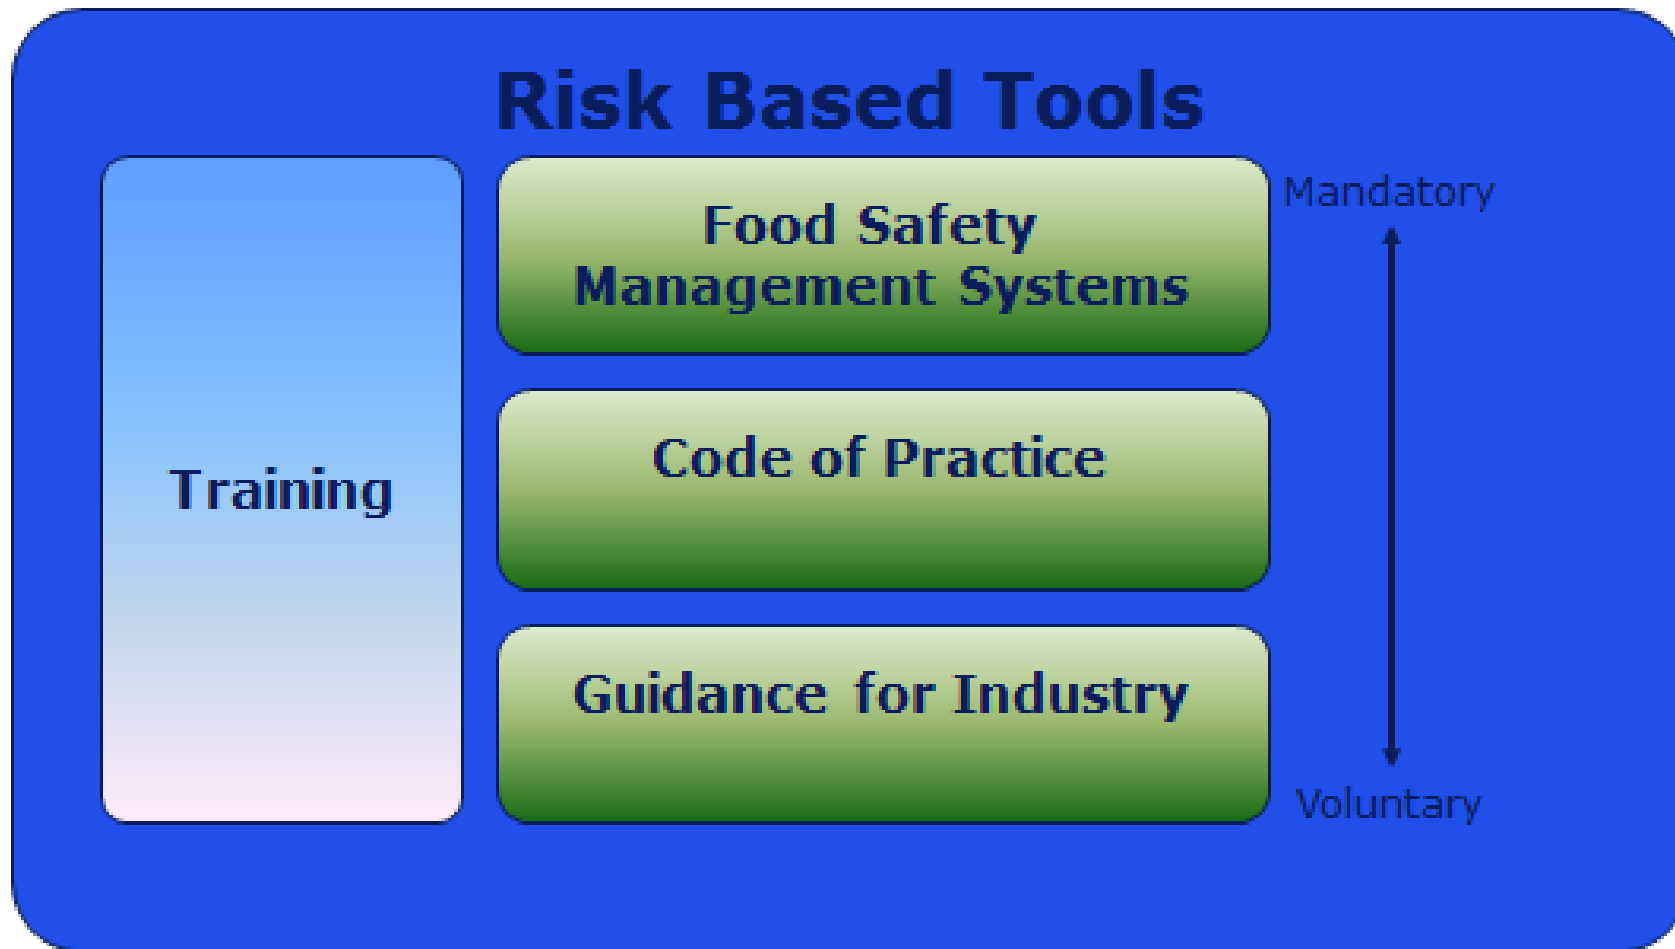 Risk Based Tools
Training
Food Safety
Management Systems
Code of Practice
Guidance for Industry
Mandatory
Voluntary